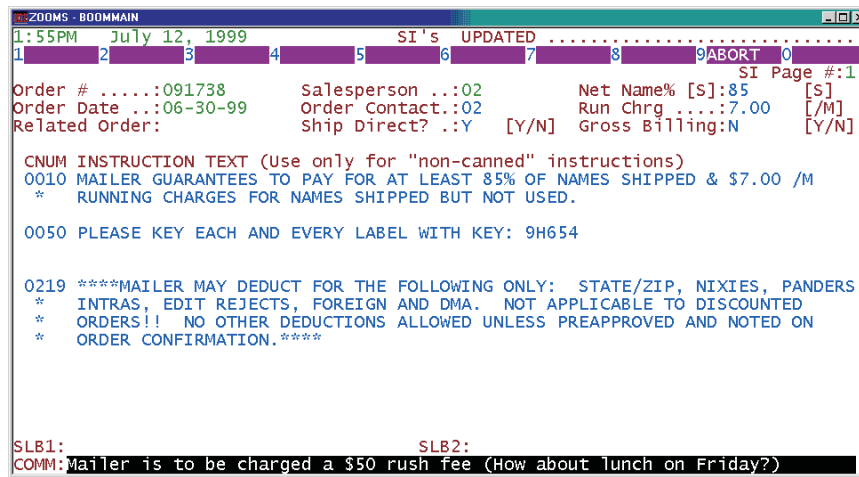 ZOOMS - BOOMMAIN
1:55PM July 12, 1999 SI's UPDATED .............................
1 2 3 4 5 6 7 8 9ABORT 0
SI Page #:1
Order # .....:091738 Salesperson ..:02 Net Name% [S]:85 [S]
Order Date ..:06-30-99 Order Contact.:02 Run Chrg ....:7.00 [/M]
Related Order: Ship Direct? .:Y [Y/N] Gross Billing:N [Y/N]
CNUM INSTRUCTION TEXT (Use only for "non-canned" instructions)
0010 MAILER GUARANTEES TO PAY FOR AT LEAST 85% OF NAMES SHIPPED & $7.00 /M
* RUNNING CHARGES FOR NAMES SHIPPED BUT NOT USED.
0050 PLEASE KEY EACH AND EVERY LABEL WITH KEY: 9H654
0219 ****MAILER MAY DEDUCT FOR THE FOLLOWING ONLY: STATE/ZIP, NIXIES, PANDERS
* INTRAS, EDIT REJECTS, FOREIGN AND DMA. NOT APPLICABLE TO DISCOUNTED
* ORDERS!! NO OTHER DEDUCTIONS ALLOWED UNLESS PREAPPROVED AND NOTED ON
* ORDER CONFIRMATION.****
SLB1: SLB2:
COMM:Mailer is to be charged a $50 rush fee (How about lunch on Friday?)